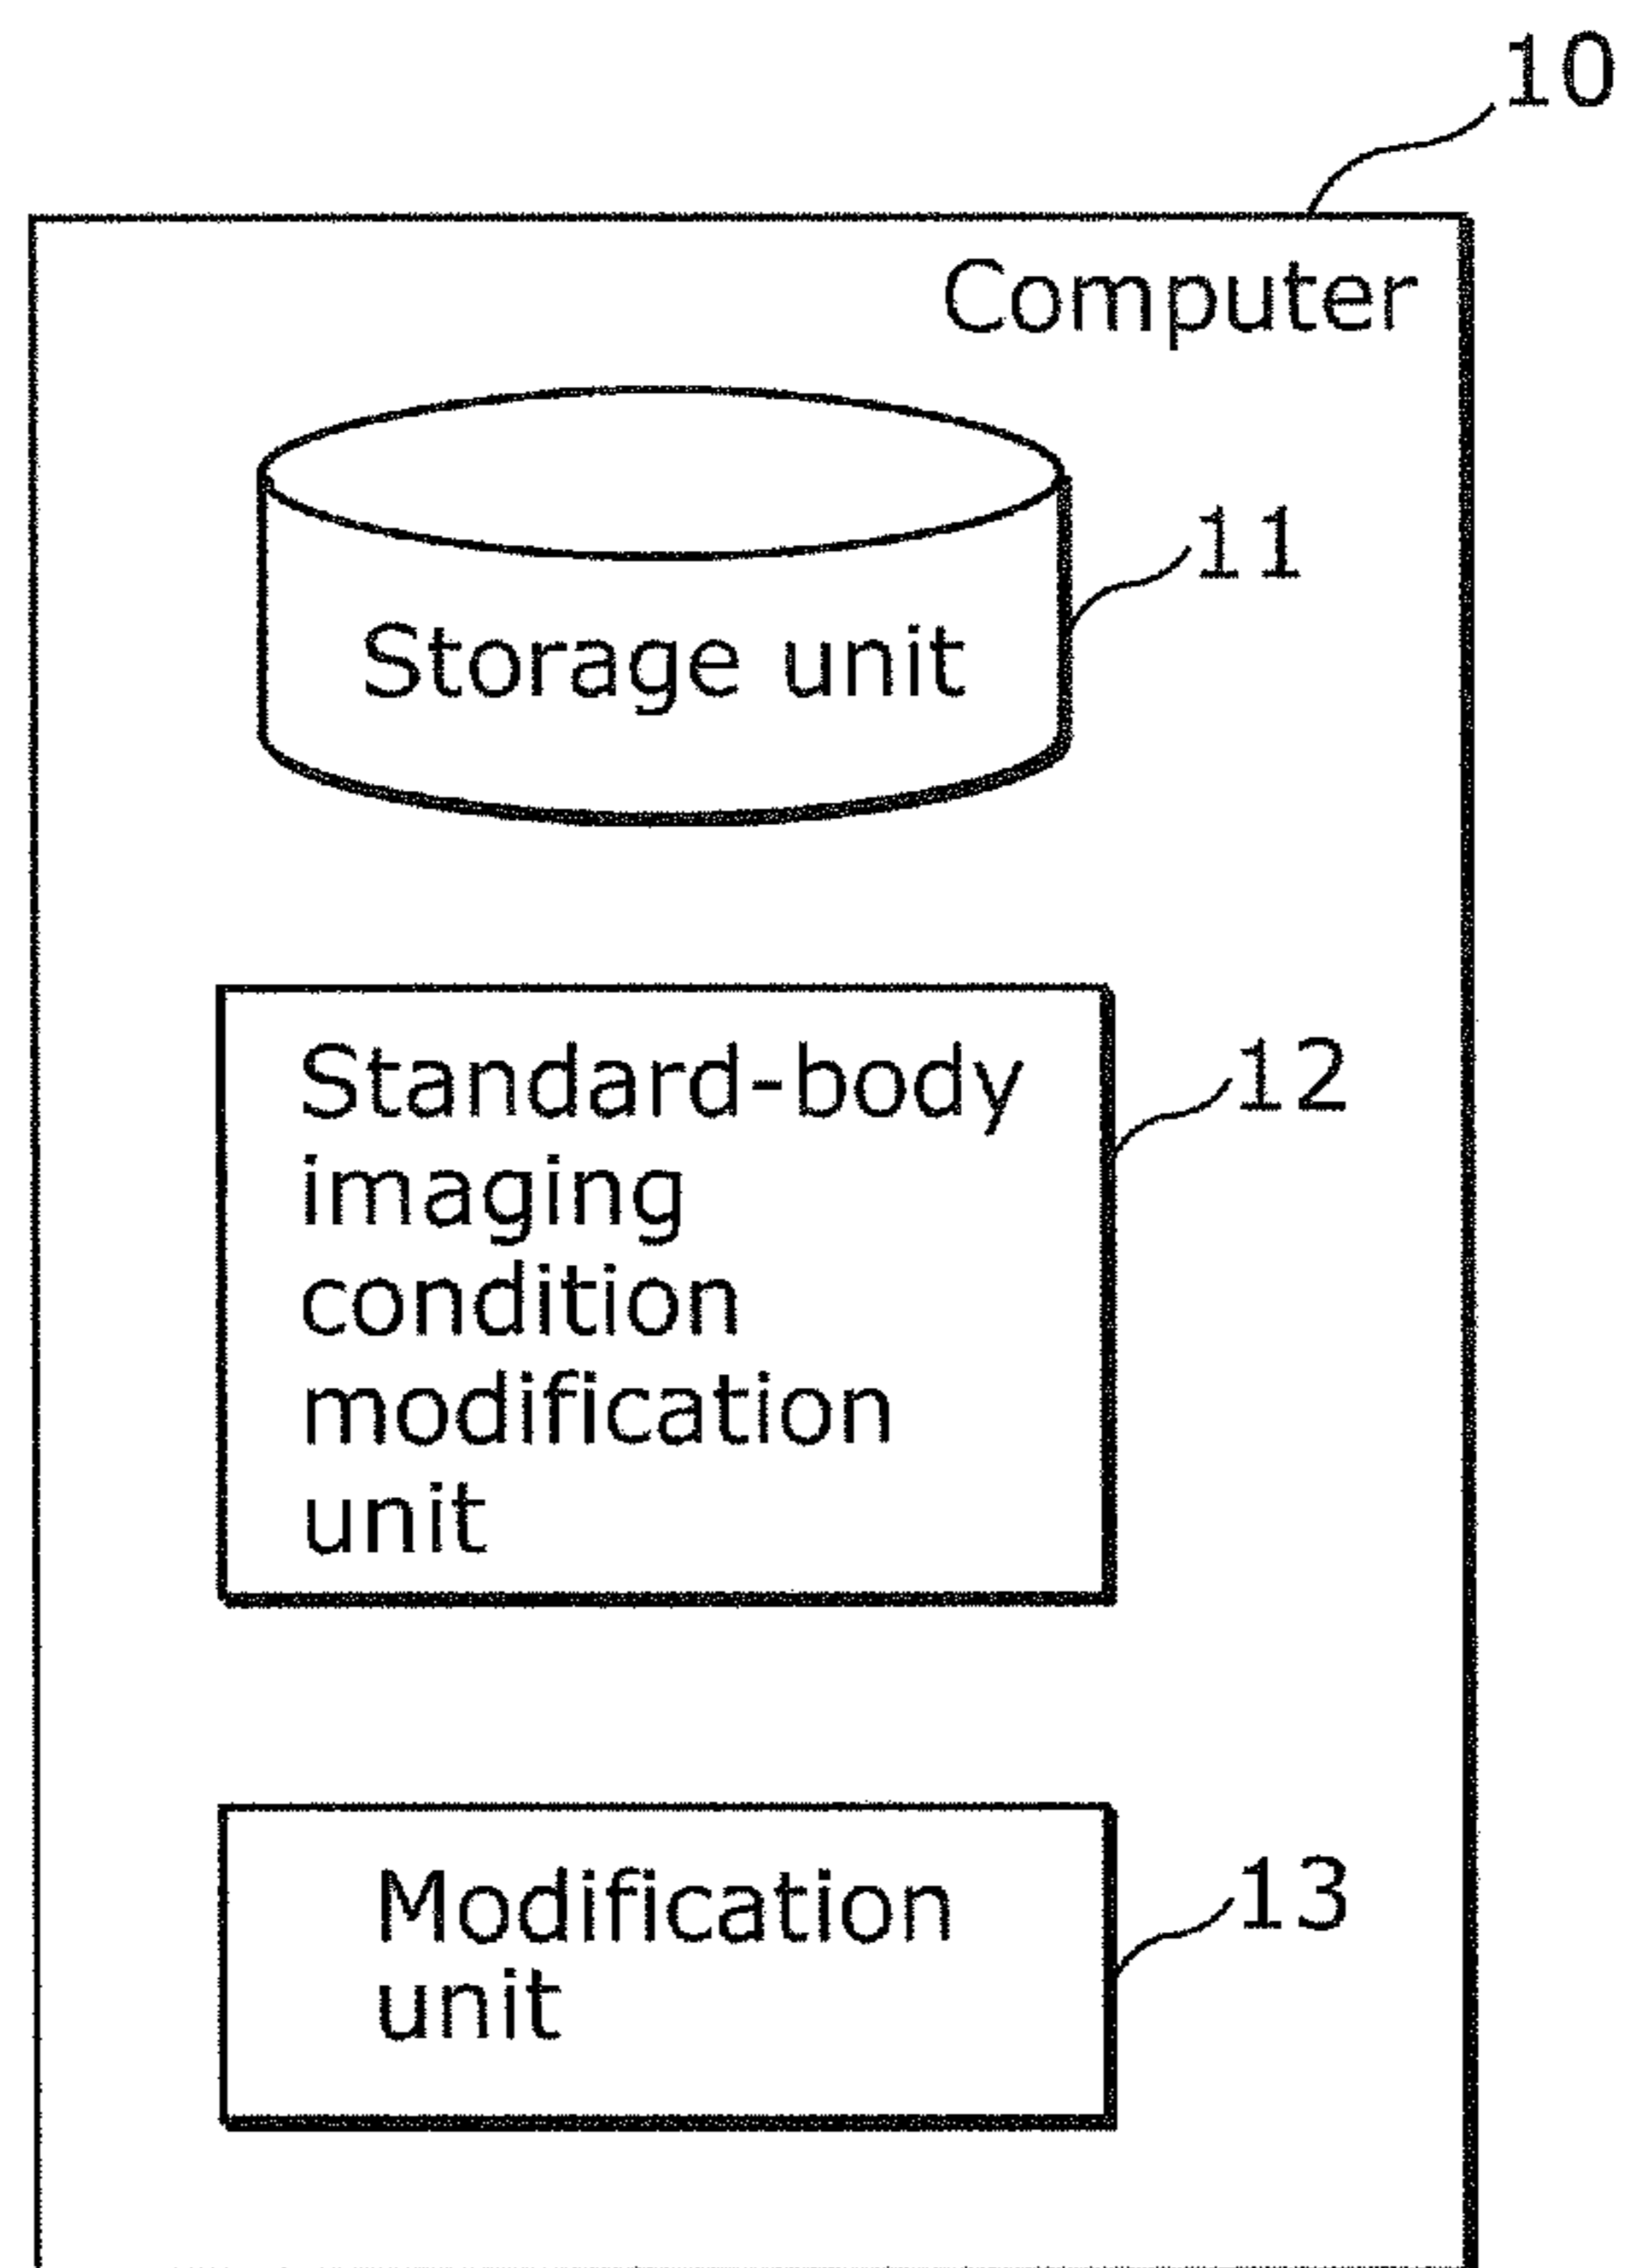 10
Computer
11
Storage unit
Standard-body
12
imaging
condition
modification
unit
13
Modification
unit